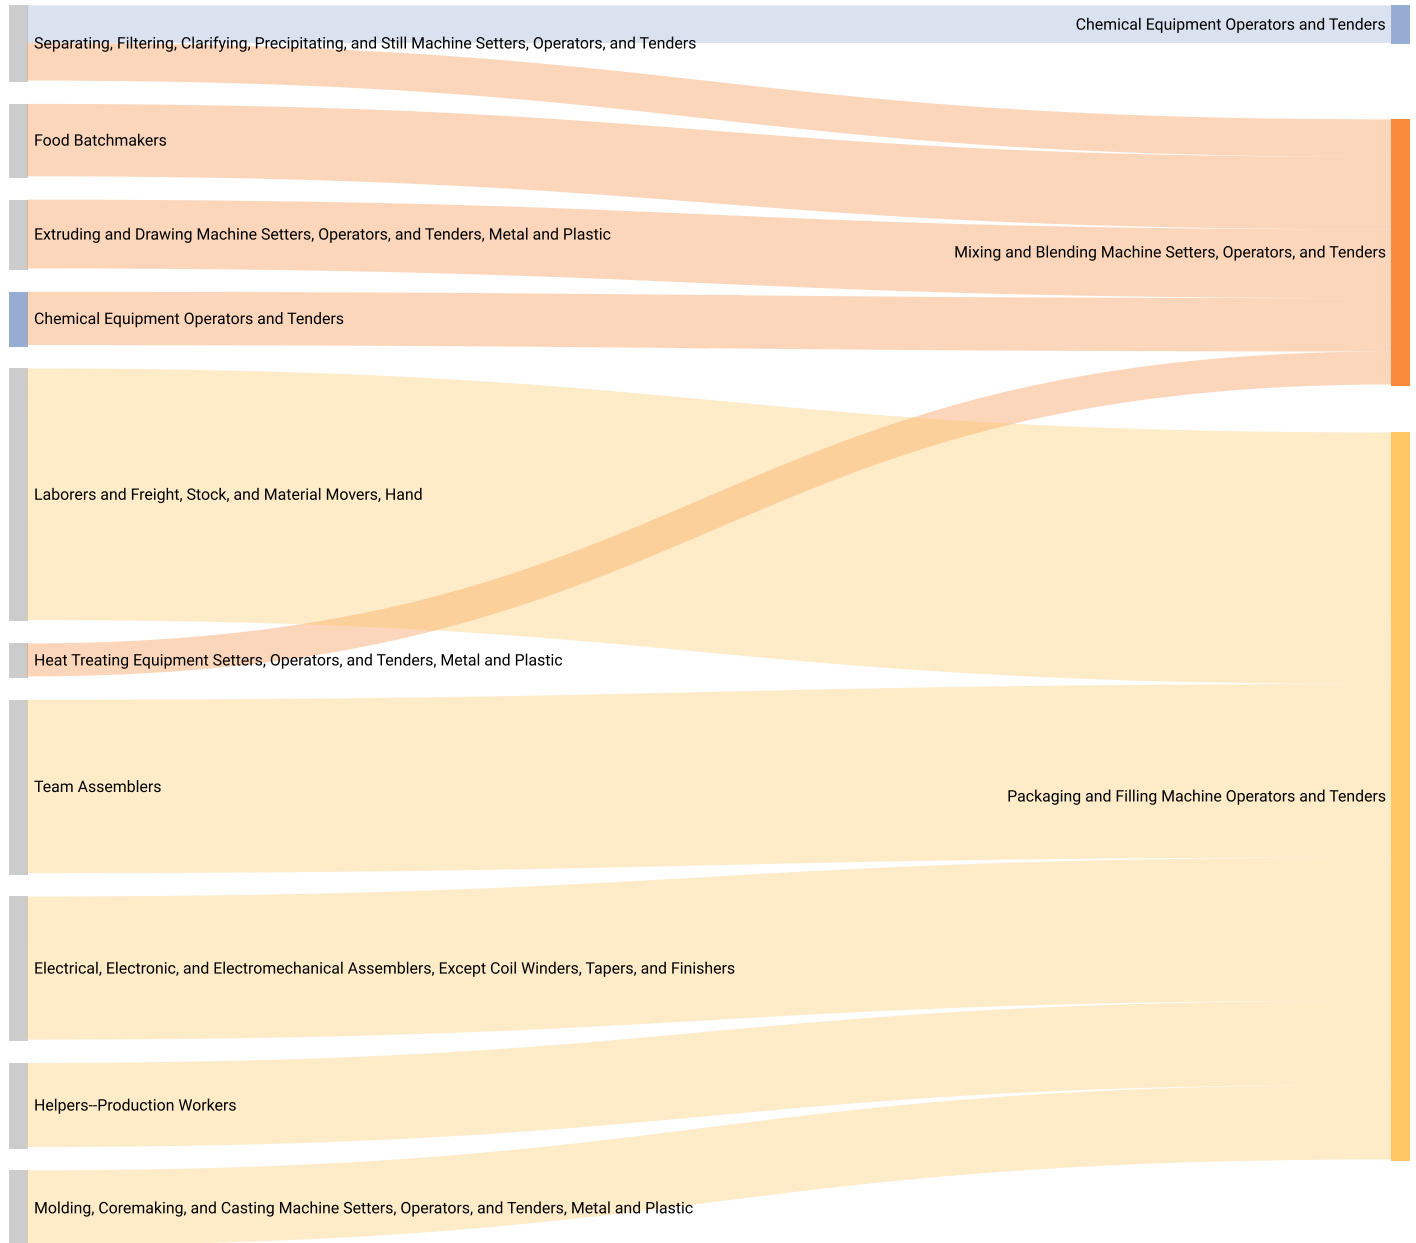 Chemical Equipment Operators and Tenders
Separating, Filtering, Clarifying, Precipitating, and Still Machine Setters, Operators, and Tenders
Food Batchmakers
Extruding and Drawing Machine Setters, Operators, and Tenders, Metal and Plastic
Mixing and Blending Machine Setters, Operators, and Tenders
Chemical Equipment Operators and Tenders
Laborers and Freight, Stock, and Material Movers, Hand
Heat Treating Equipment Setters, Operators, and Tenders, Metal and Plastic
Team Assemblers
Packaging and Filling Machine Operators and Tenders
Electrical, Electronic, and Electromechanical Assemblers, Except Coil Winders, Tapers, and Finishers
Helpers--Production Workers
Molding, Coremaking, and Casting Machine Setters, Operators, and Tenders, Metal and Plastic